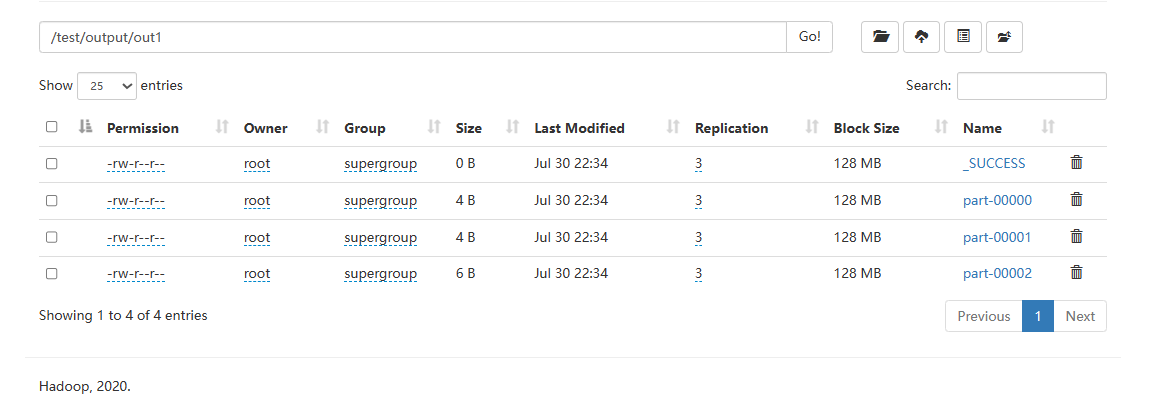 /test/output/out1 Go!
Show 25 entries Search:
Permission Owner Group Size Last Modified Replication Block Size Name
-rw-r--r-- root supergroup 0 B Jul 30 22:34 3 128 MB _SUCCESS
-rw-r--r-- root supergroup 4 B Jul 30 22:34 3 128 MB part-00000
-rw-r--r-- root supergroup 4 B Jul 30 22:34 3 128 MB part-00001
-rw-r--r-- root supergroup 6 B Jul 30 22:34 3 128 MB part-00002
Showing 1 to 4 of 4 entries Previous 1 Next
Hadoop, 2020.